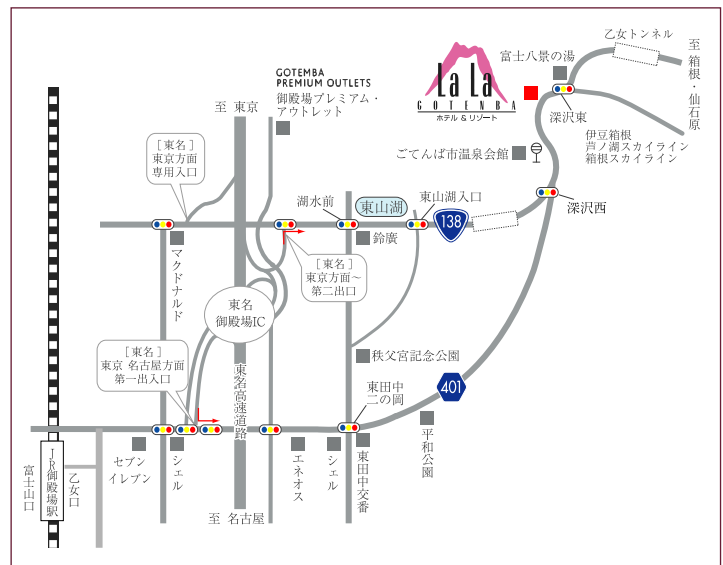 乙女トンネル
至 箱根・仙石原
富士八景の湯
GOTEMBA
PREMIUM OUTLETS
御殿場プレミアム・
アウトレット
La La
GOTENBA
ホテル & リゾート
深沢東
至 東京
[東名]
東京方面
専用入口
ごてんば市温泉会館
伊豆箱根
芦ノ湖スカイライン
箱根スカイライン
湖水前
東山湖
東山湖入口
深沢西
138
鈴廣
マクドナルド
[東名]
東京方面〜
第二出口
東名
御殿場IC
[東名]
東京 名古屋方面
第一出入口
秩父宮記念公園
東名高速道路
東田中
二の岡
401
セブン
イレブン
シェル
エネオス
シェル
東田中交番
平和公園
富士山口
JR御殿場駅
乙女口
至 名古屋